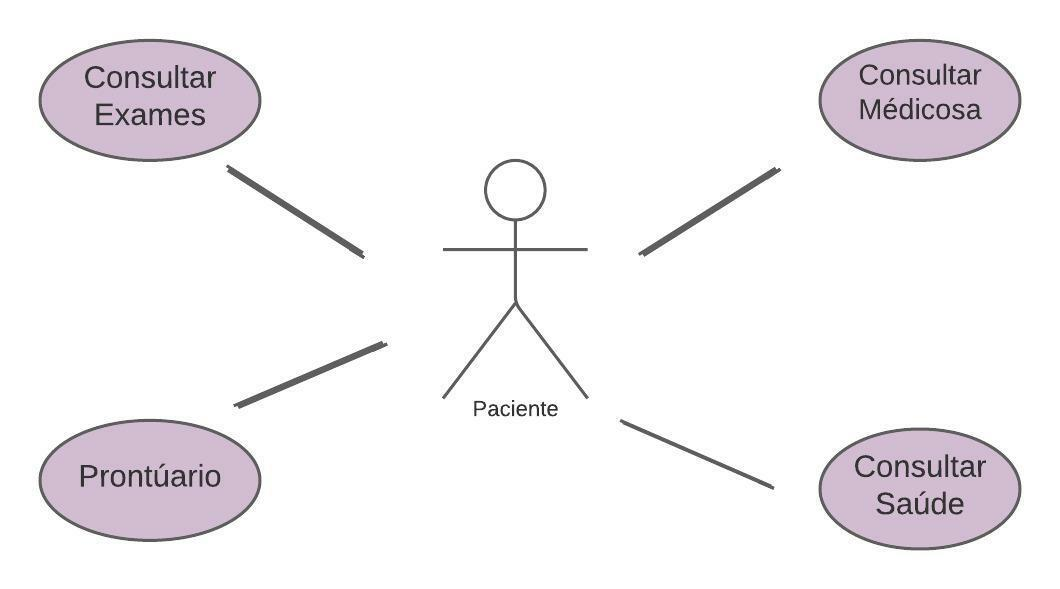 Consultar
Exames
Consultar
Médicosa
Paciente
Prontúario
Consultar
Saúde